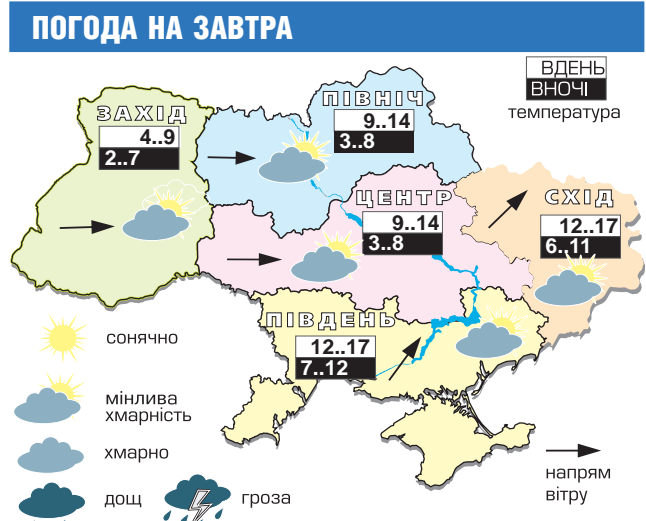 ПОГОДА НА ЗАВТРА
ВДЕНЬ
ВНОЧІ
температура
ЗАХІД
4..9
2..7
ПІВНІЧ
9..14
3..8
ЦЕНТР
9..14
3..8
СХІД
12..17
6..11
ПІВДЕНЬ
12..17
7..12
сонячно
мінлива
хмарність
хмарно
дощ
гроза
напрям
вітру